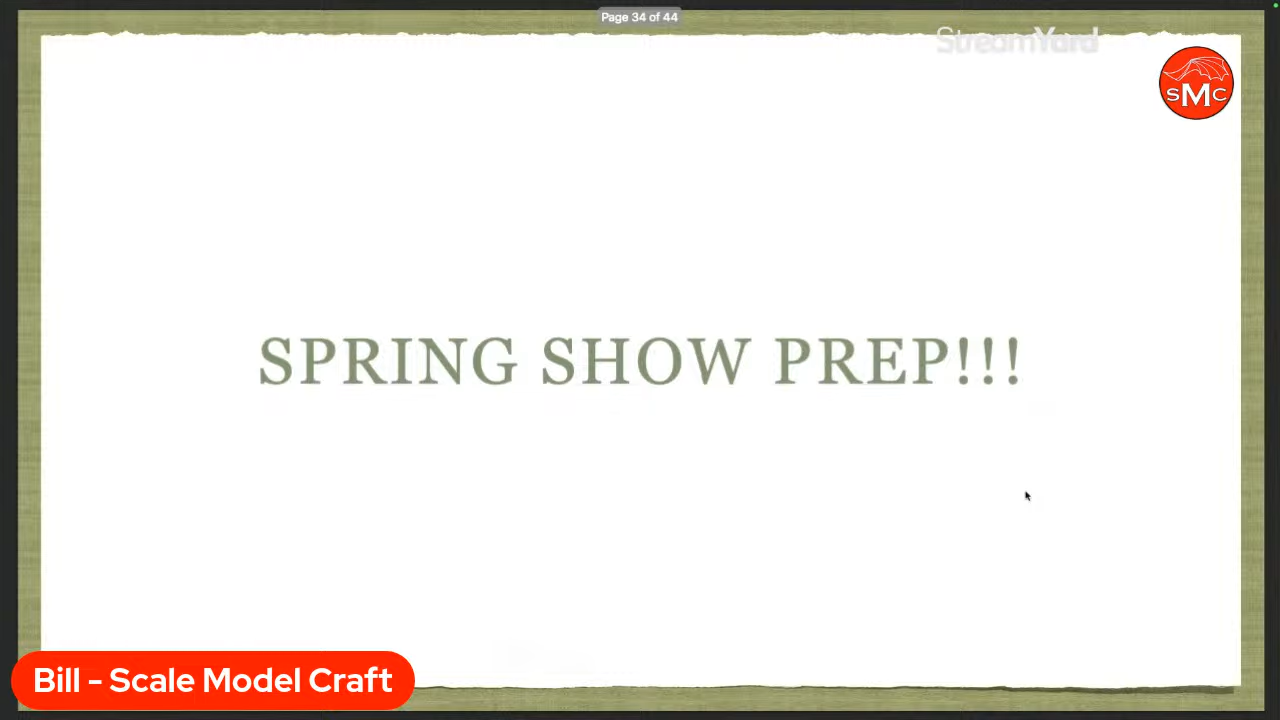 Page 34 of 44
StreamYard
SMC
SPRING SHOW PREP!!!
Bill - Scale Model Craft